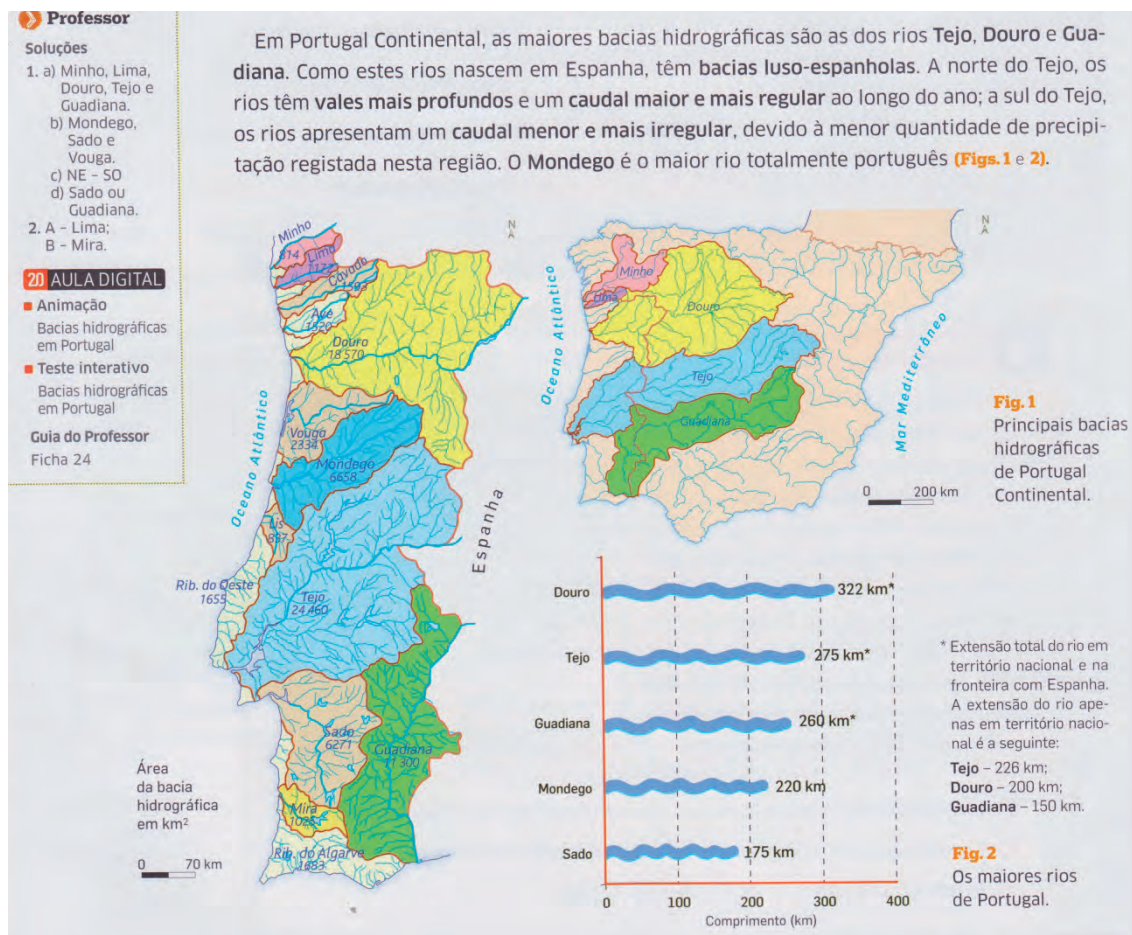 Professor
Soluções
1. a) Minho, Lima,
Douro, Tejo e
Guadiana.
b) Mondego,
Sado e
Vouga.
c) NE – SO
d) Sado ou
Guadiana.
2. A – Lima;
B – Mira.
20 AULA DIGITAL
Animação
Bacias hidrográficas
em Portugal
Teste interativo
Bacias hidrográficas
em Portugal
Guia do Professor
Ficha 24
Em Portugal Continental, as maiores bacias hidrográficas são as dos rios Tejo, Douro e Gua-
diana. Como estes rios nascem em Espanha, têm bacias luso-espanholas. A norte do Tejo, os
rios têm vales mais profundos e um caudal maior e mais regular ao longo do ano; a sul do Tejo,
os rios apresentam um caudal menor e mais irregular, devido à menor quantidade de precipi-
tação registada nesta região. O Mondego é o maior rio totalmente português (Figs. 1 e 2).
N
Minho
814
Lima
1177
Cávado
1593
Ave
1520
Douro
18 570
Vouga
2334
Mondego
6658
Lis
837
Rib. do Oeste
1655
Tejo
24 460
Sado
6271
Guadiana
11 300
Mira
Rib. do Algarve
1683
Oceano Atlântico
Espanha
Área
da bacia
hidrográfica
em km²
0 70 km
N
Minho
Lima
Douro
Tejo
Guadiana
Oceano Atlântico
Mar Mediterrâneo
0 200 km
Fig. 1
Principais bacias
hidrográficas
de Portugal
Continental.
Douro 322 km*
Tejo 275 km*
Guadiana 260 km*
Mondego 220 km
Sado 175 km
0 100 200 300 400
Comprimento (km)
* Extensão total do rio em
território nacional e na
fronteira com Espanha.
A extensão do rio ape-
nas em território nacio-
nal é a seguinte:
Tejo – 226 km;
Douro – 200 km;
Guadiana – 150 km.
Fig. 2
Os maiores rios
de Portugal.